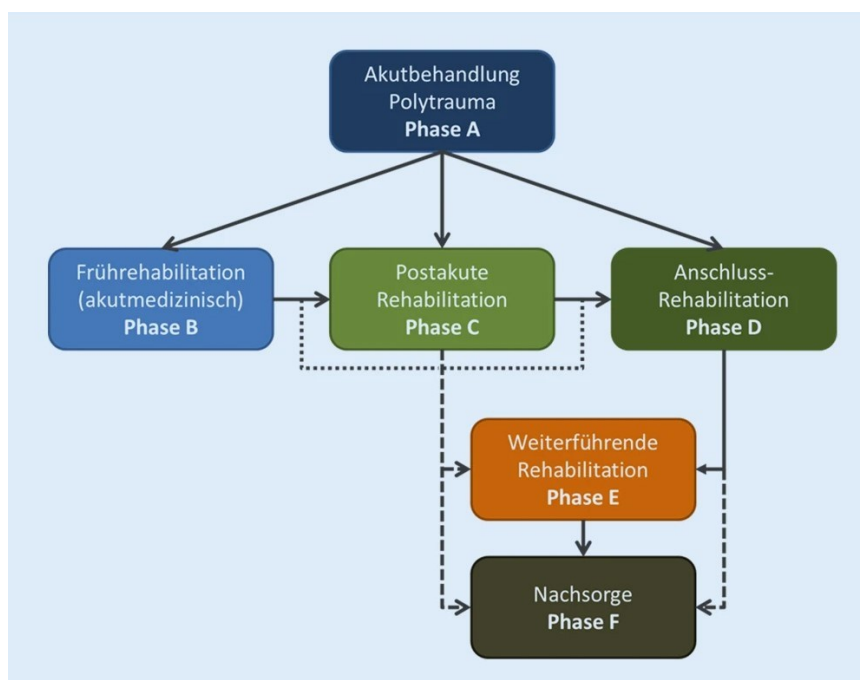 Akutbehandlung
Polytrauma
Phase A
Frührehabilitation
(akutmedizinisch)
Phase B
Postakute
Rehabilitation
Phase C
Anschluss-
Rehabilitation
Phase D
Weiterführende
Rehabilitation
Phase E
Nachsorge
Phase F